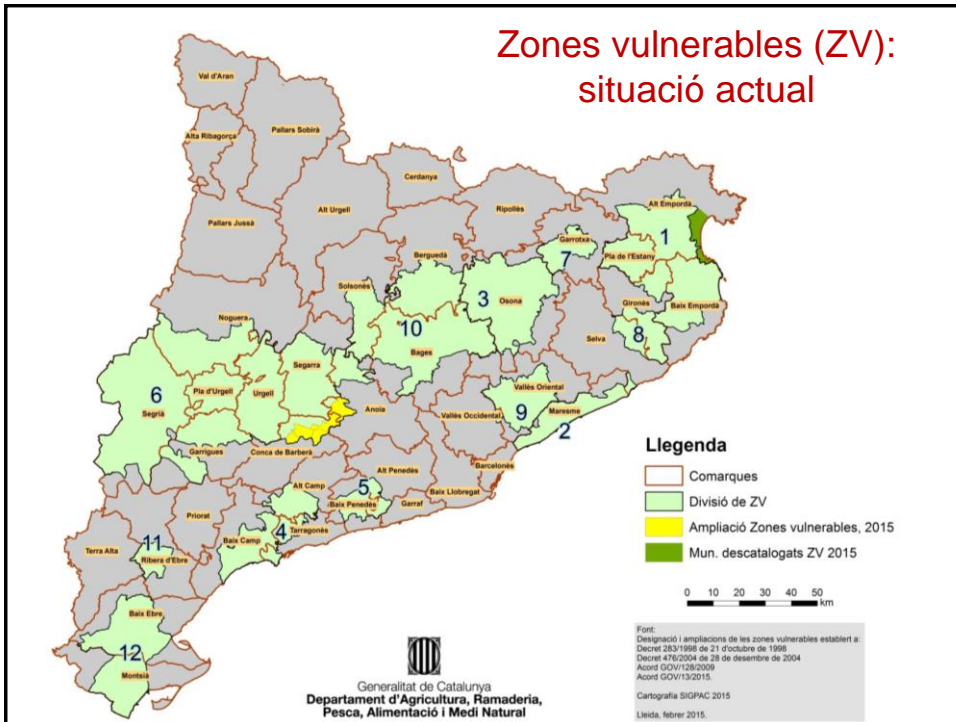 Zones vulnerables (ZV):
situació actual
Val d'Aran
Alta Ribagorça
Pallars Sobirà
Cerdanya
Pallars Jussà
Alt Urgell
Ripollès
Alt Empordà
1
Garrotxa
7
Pla de l'Estany
Berguedà
Solsonès
3
Osona
Gironès
Baix Empordà
8
Selva
Noguera
10
Bages
Segarra
6
Segrià
Pla d'Urgell
Urgell
Anoia
Vallès Oriental
9
Vallès Occidental
Maresme
2
Garrigues
Conca de Barberà
Barcelonès
Alt Penedès
Alt Camp
5
Baix Penedès
Garraf
Baix Llobregat
Priorat
4
Tarragonès
Baix Camp
Terra Alta
11
Ribera d'Ebre
Baix Ebre
12
Montsià
Llegenda
Comarques
Divisió de ZV
Ampliació Zones vulnerables, 2015
Mun. descatalogats ZV 2015
0 10 20 30 40 50
km
Font:
Designació i ampliacions de les zones vulnerables establert a:
Decret 283/1998 de 21 d'octubre de 1998
Decret 476/2004 de 28 de desembre de 2004
Acord GOV/128/2009
Acord GOV/13/2015.
Cartografia SIGPAC 2015
Lleida, febrer 2015.
Generalitat de Catalunya
Departament d'Agricultura, Ramaderia,
Pesca, Alimentació i Medi Natural